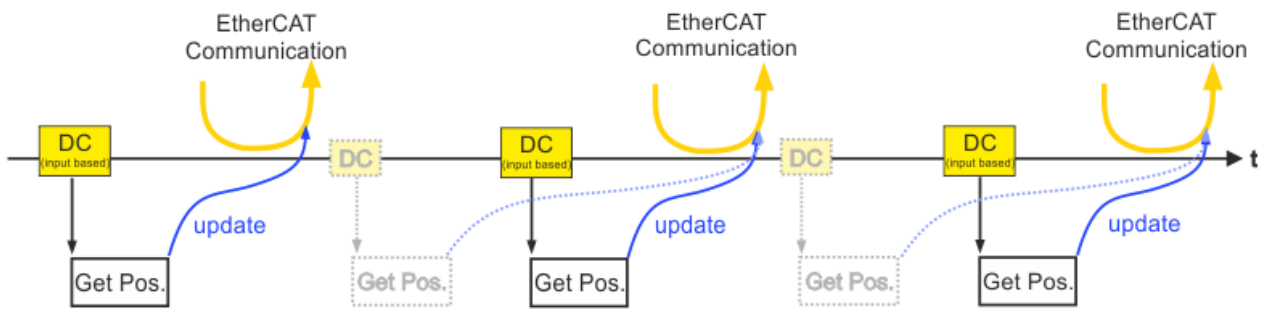 EtherCAT
Communication
EtherCAT
Communication
EtherCAT
Communication
DC
(input based)
DC
DC
(input based)
DC
DC
(input based)
t
update
update
update
Get Pos.
Get Pos.
Get Pos.
Get Pos.
Get Pos.